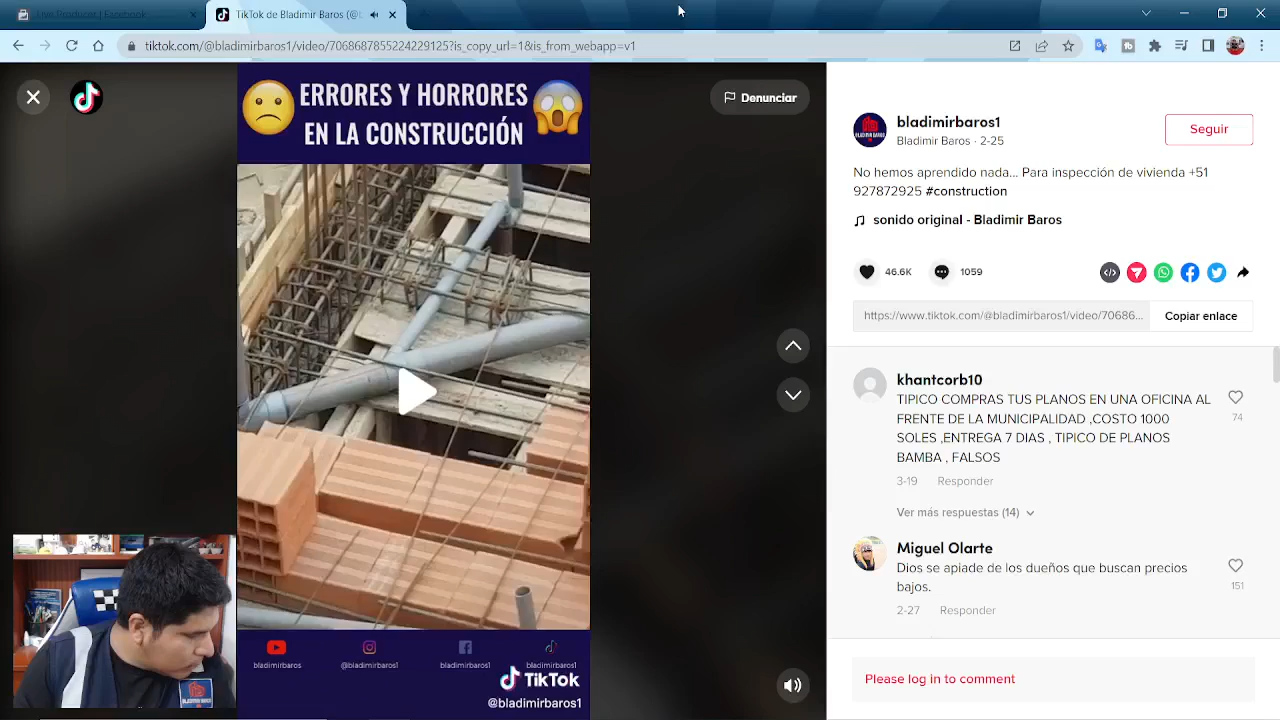 TikTok de Bladimir Baros (@b
tiktok.com/@bladimirbaros1/video/7068687855224229125?is_copy_url=1&is_from_webapp=v1
ERRORES Y HORRORES
EN LA CONSTRUCCIÓN
Denunciar
bladimirbaros
@bladimirbaros1
bladimirbaros1
bladimirbaros1
TikTok
@bladimirbaros1
bladimirbaros1
Bladimir Baros · 2-25
Seguir
No hemos aprendido nada... Para inspección de vivienda +51
927872925 #construction
sonido original - Bladimir Baros
46.6K
1059
https://www.tiktok.com/@bladimirbaros1/video/70686...
Copiar enlace
khantcorb10
TIPICO COMPRAS TUS PLANOS EN UNA OFICINA AL
FRENTE DE LA MUNICIPALIDAD ,COSTO 1000
SOLES ,ENTREGA 7 DIAS , TIPICO DE PLANOS
BAMBA , FALSOS
74
3-19 Responder
Ver más respuestas (14)
Miguel Olarte
Dios se apiade de los dueños que buscan precios
bajos.
151
2-27 Responder
Please log in to comment